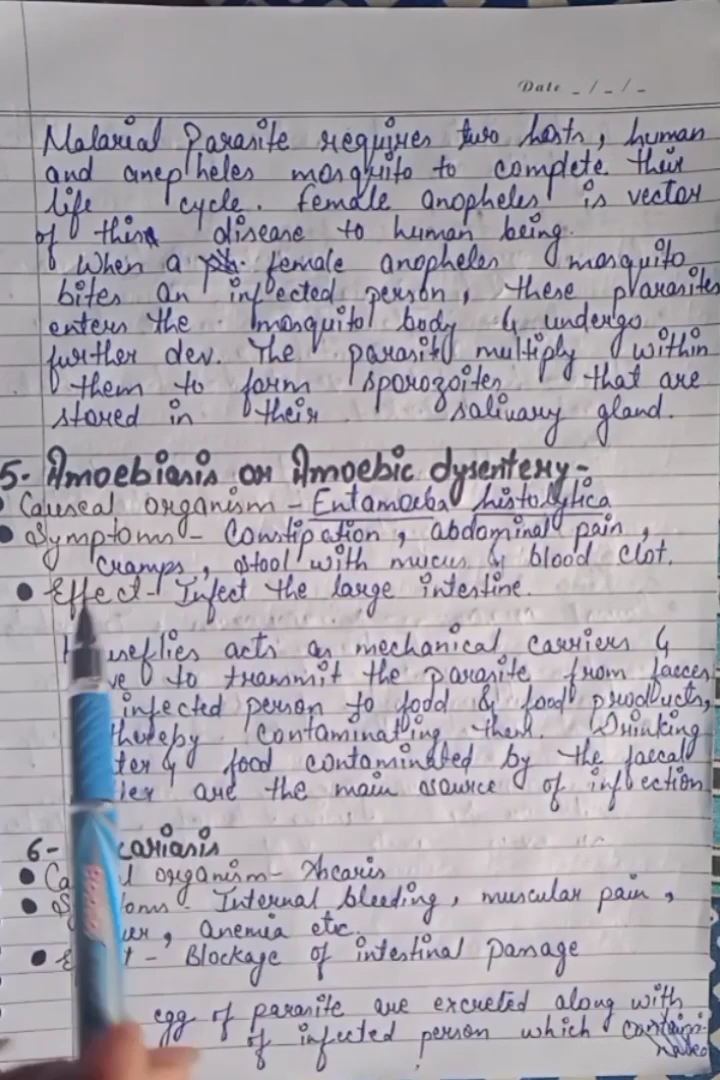 Date _ / _ / _
Malarial Parasite requires two hosts, human
and anepheles mosquito to complete their
life cycle. Female anopheles is vector
of this disease to human being.
When a female anopheles mosquito
bites an infected person, these parasites
enters the mosquito body & undergo
further dev. The parasite multiply within
them to form sporozoites that are
stored in their salivary gland.
5- Amoebiasis or Amoebic dysentery-
• Causeal organism - Entamoeba histolytica
• Symptoms - Constipation, abdominal pain,
cramps, stool with mucus & blood clot.
• Effect - Infect the large intestine.
acts as mechanical carriers &
to transmit the parasite from faeces
infected person to food & food products,
thereby contaminating them. Drinking
& food contaminated by the faecal
are the main source of infection
6-
organism - Ascaris
Internal bleeding, muscular pain,
, anemia etc.
- Blockage of intestinal passage
egg of parasite are excreted along with
of infected person which